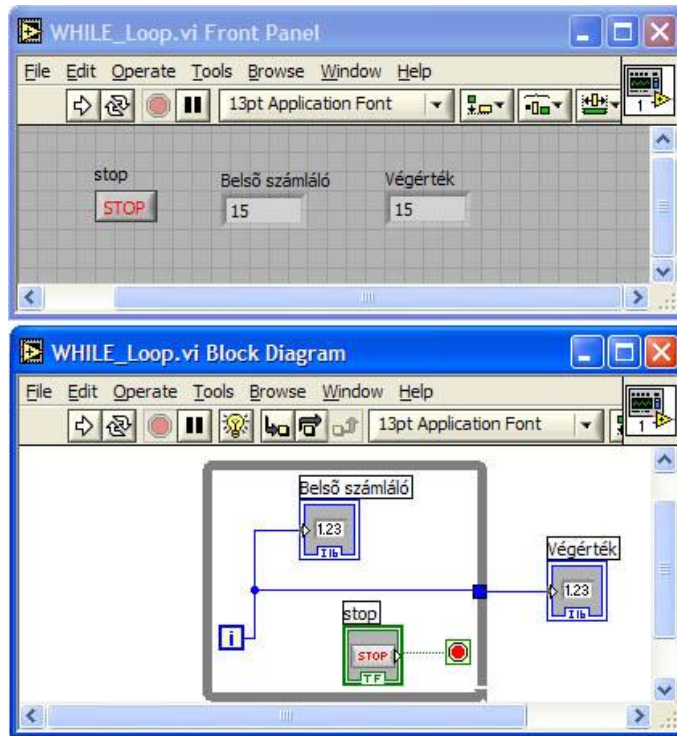 WHILE_Loop.vi Front Panel
File Edit Operate Tools Browse Window Help
13pt Application Font
1
stop
STOP
Belsõ számláló
15
Végérték
15
WHILE_Loop.vi Block Diagram
File Edit Operate Tools Browse Window Help
13pt Application Font
1
Belsõ számláló
1.23
Végérték
1.23
i
stop
STOP
TF